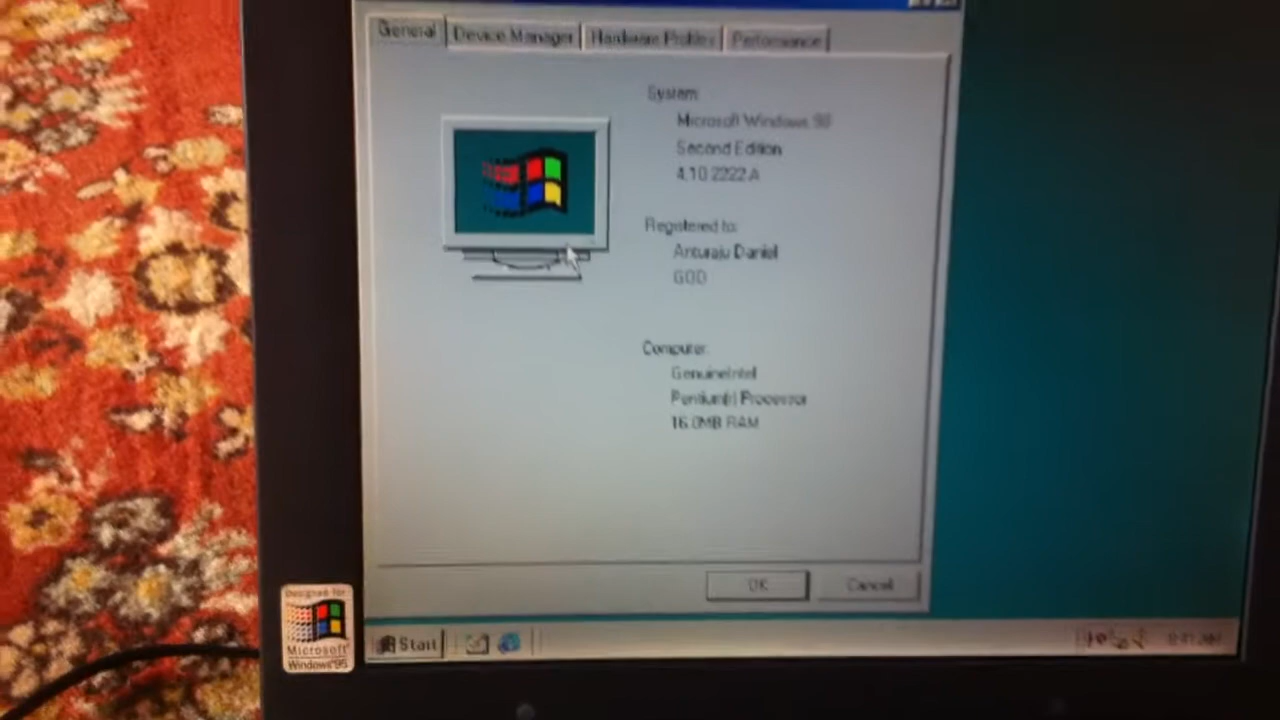 General Device Manager Hardware Profiles Performance
System:
Microsoft Windows 98
Second Edition
4.10.2222 A
Registered to:
Daniel
GOD
Computer:
GenuineIntel
Pentium(r) Processor
16.0MB RAM
OK Cancel
Start
Designed for
Microsoft
Windows 95